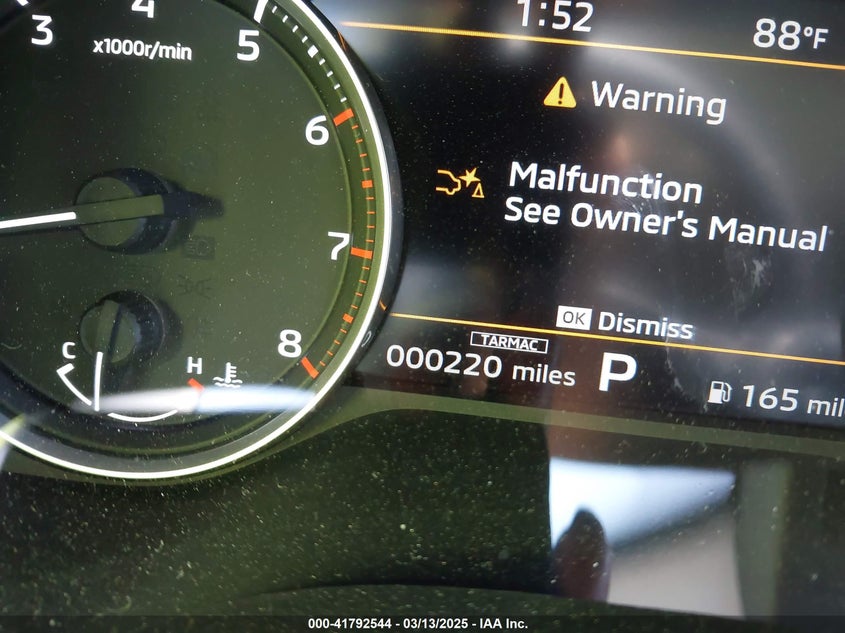 1:52
88°F
4
3
5
x1000r/min
6
7
8
Warning
Malfunction
See Owner's Manual
OK Dismiss
TARMAC
000220 miles
P
165 mil
C
H
000-41792544 - 03/13/2025 - IAA Inc.